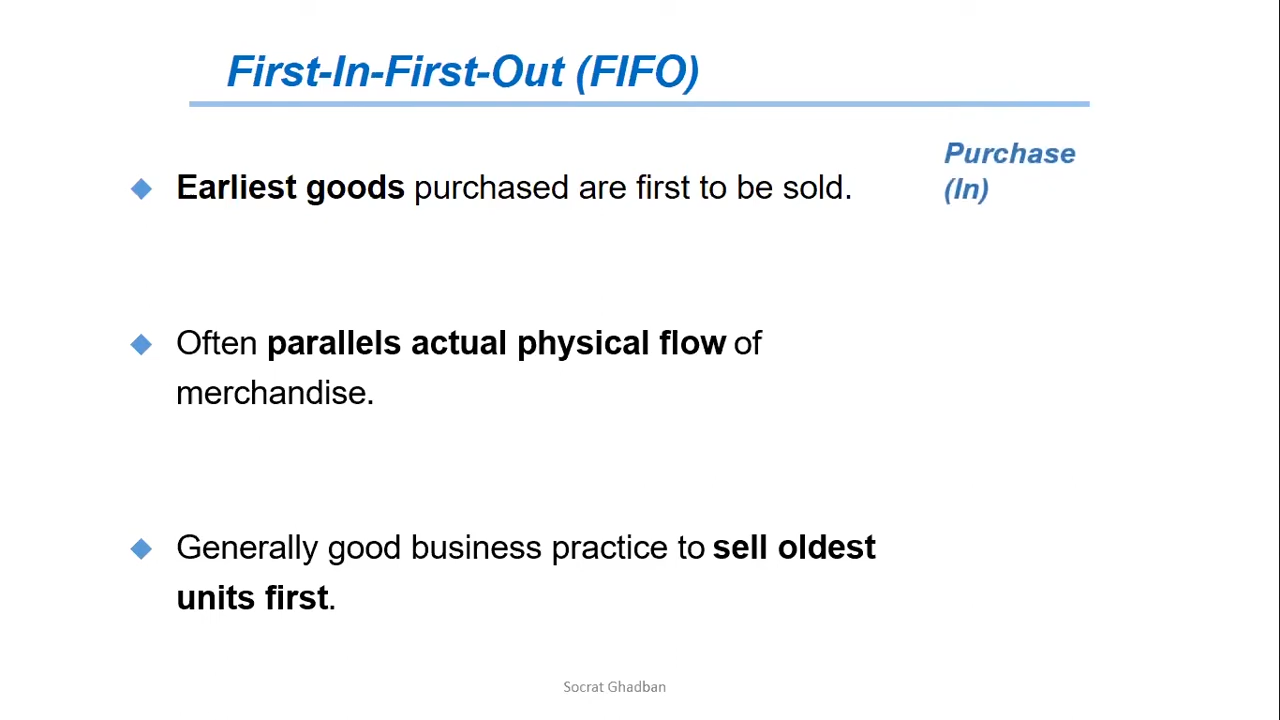 First-In-First-Out (FIFO)
Purchase
(In)
Earliest goods purchased are first to be sold.
Often parallels actual physical flow of
merchandise.
Generally good business practice to sell oldest
units first.
Socrat Ghadban